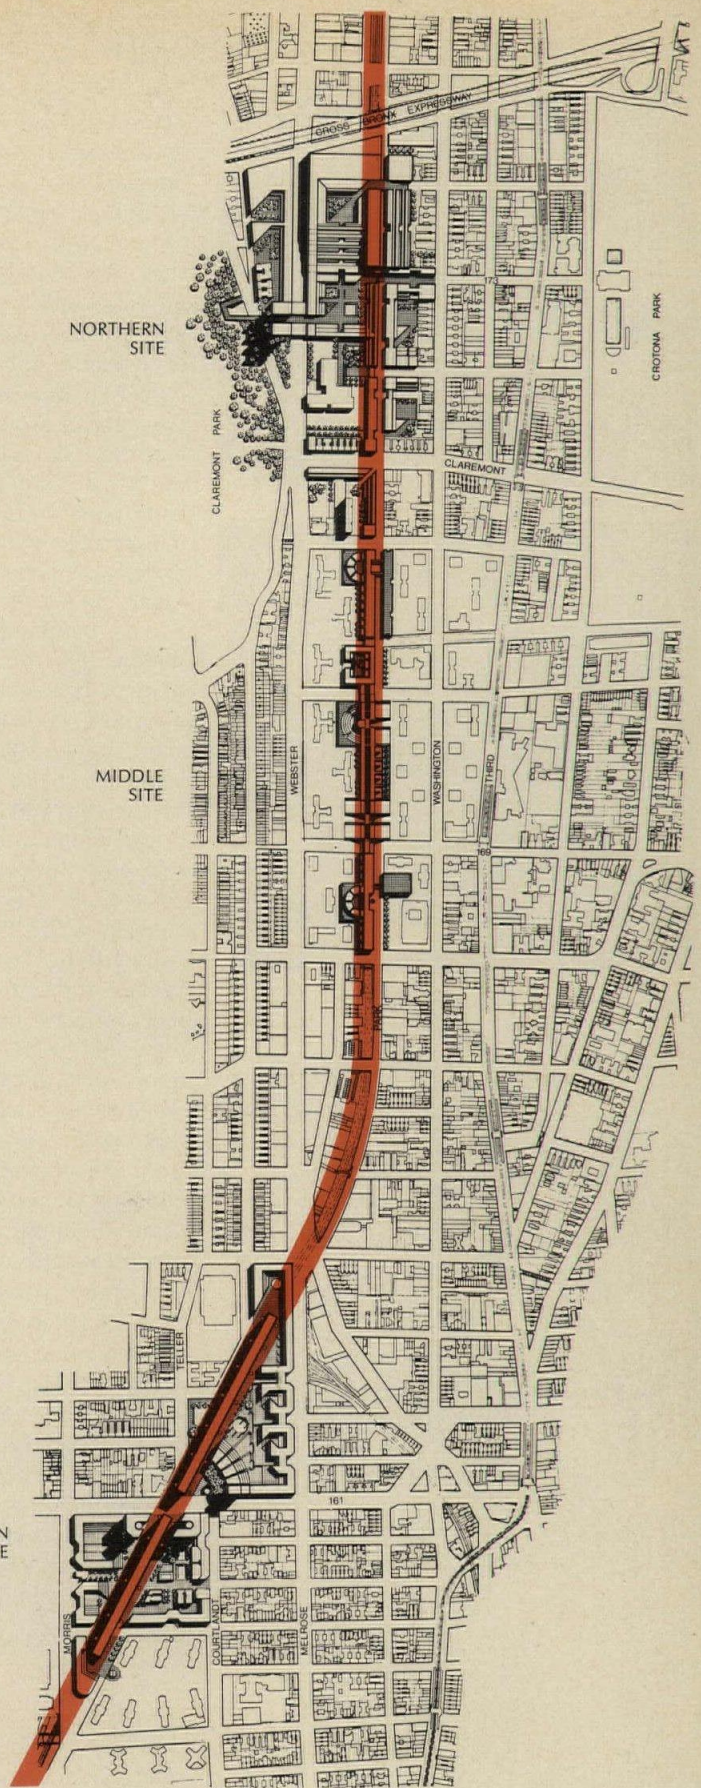 CROSS BRONX EXPRESSWAY
173
NORTHERN
SITE
CROTONA PARK
CLAREMONT PARK
CLAREMONT
MIDDLE
SITE
WEBSTER
WASHINGTON
THIRD
169
PARK
TELLER
161
N
E
MORRIS
COURTLANDT
MELROSE